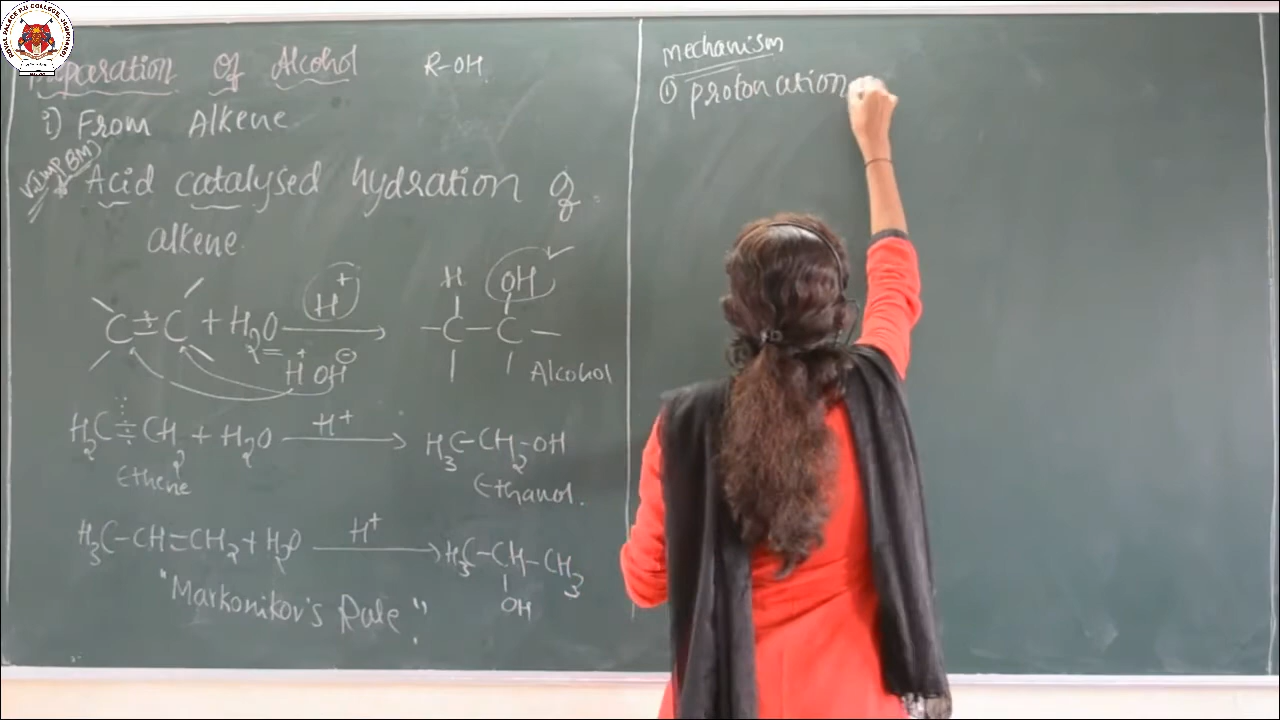 Preparation of Alcohol R-OH
i) From Alkene
V.Imp (BM)
* Acid catalysed hydration of
alkene
C=C + H2O H+ H OH
H+ OH- C-C
Alcohol
H2C=CH2 + H2O H+ H3C-CH2-OH
Ethene Ethanol.
H3C-CH=CH2 + H2O H+ H3C-CH-CH3
OH
"Markonikov's Rule".
mechanism
① protonation